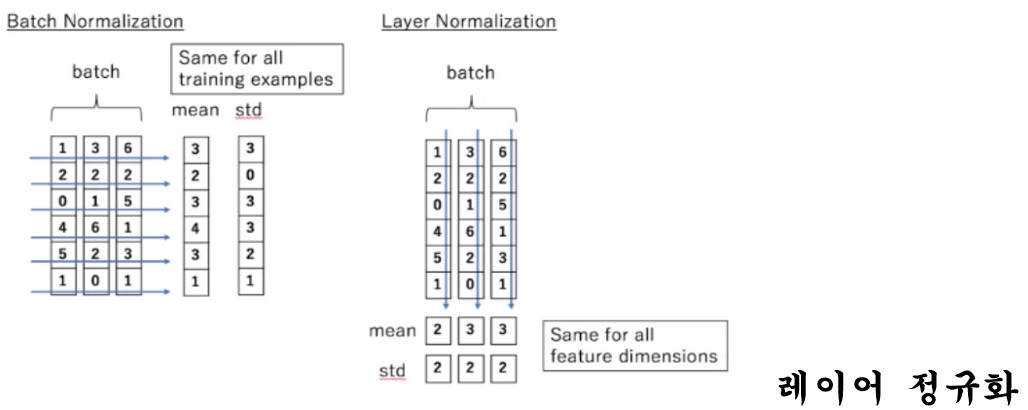 Batch Normalization
batch
Same for all
training examples
mean std
1 3 6 3 3
2 2 2 2 0
0 1 5 3 3
4 6 1 4 3
5 2 3 3 2
1 0 1 1 1
Layer Normalization
batch
1 3 6
2 2 2
0 1 5
4 6 1
5 2 3
1 0 1
mean 2 3 3
std 2 2 2
Same for all
feature dimensions
레이어 정규화